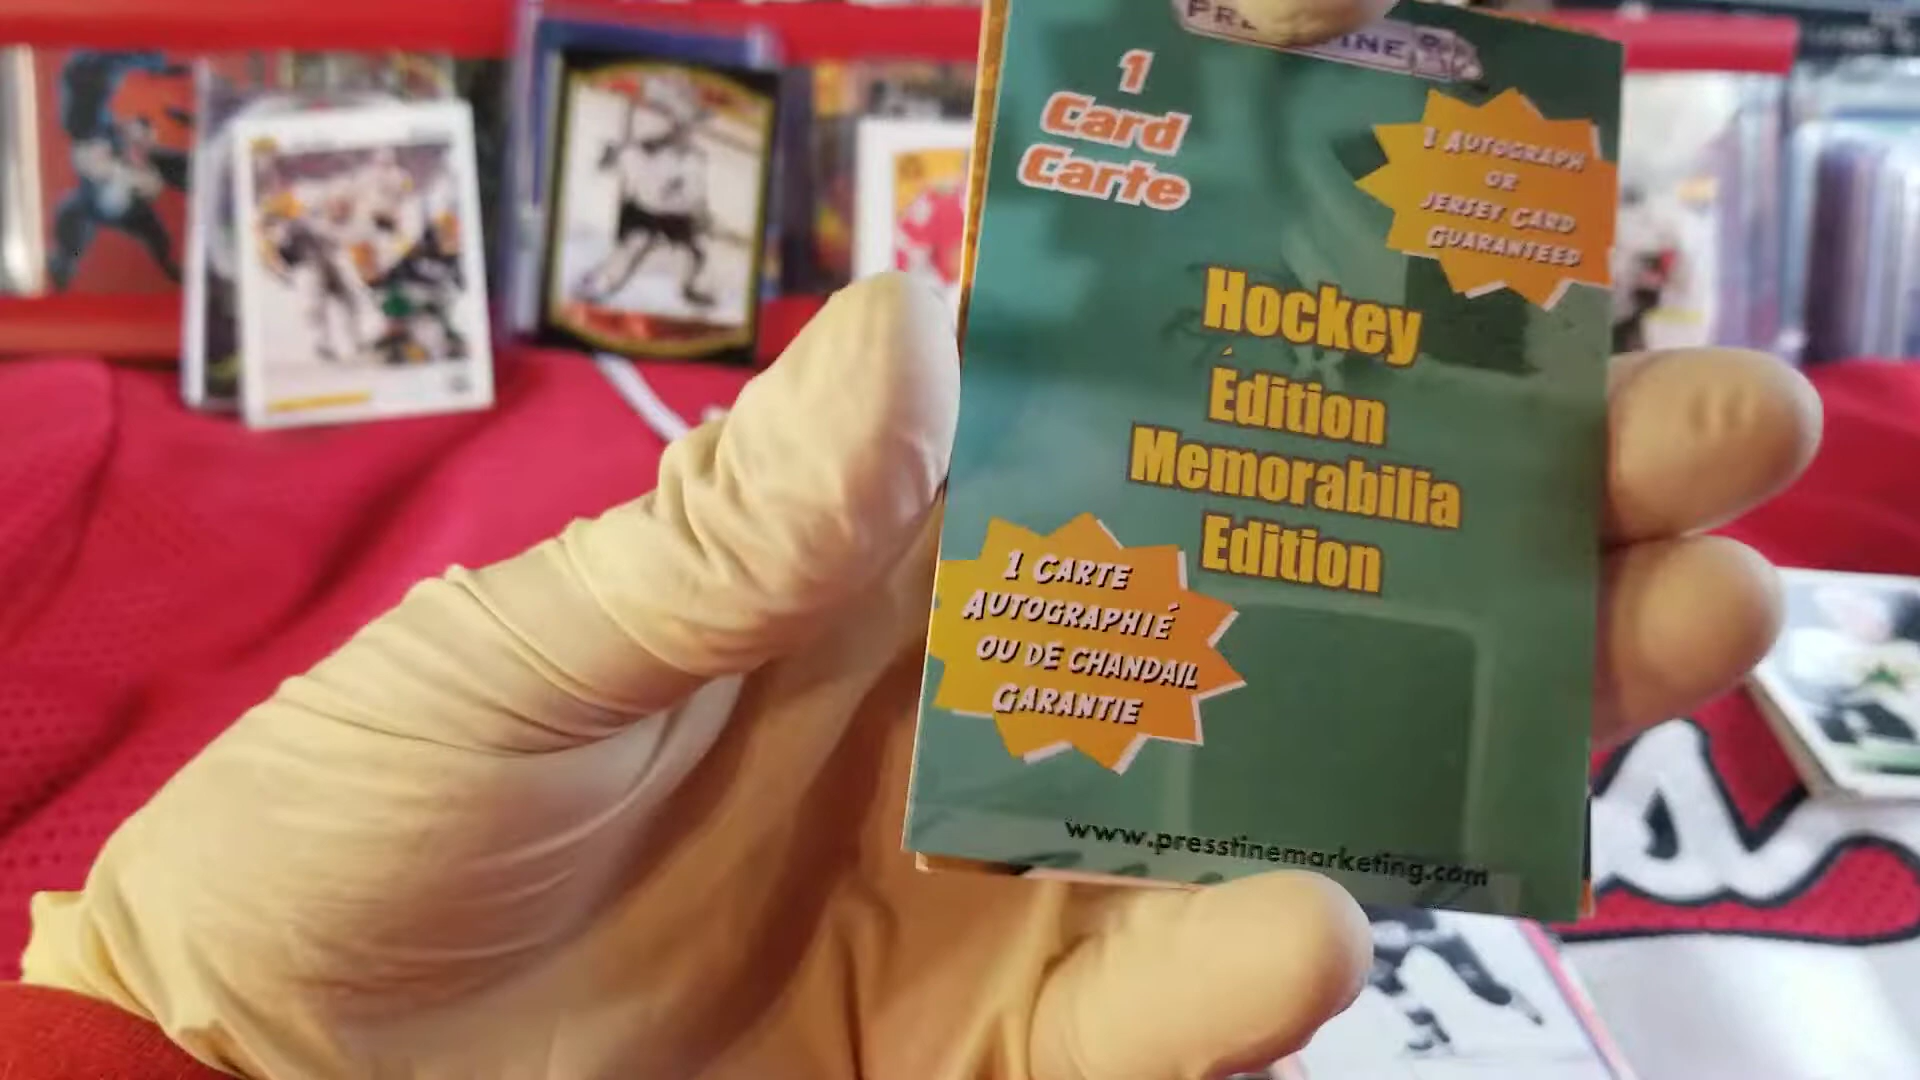 1
Card
Carte
1 AUTOGRAPH
OR
JERSEY CARD
GUARANTEED
Hockey
Édition
Memorabilia
Edition
1 CARTE
AUTOGRAPHIÉ
OU DE CHANDAIL
GARANTIE
www.presstinemarketing.com